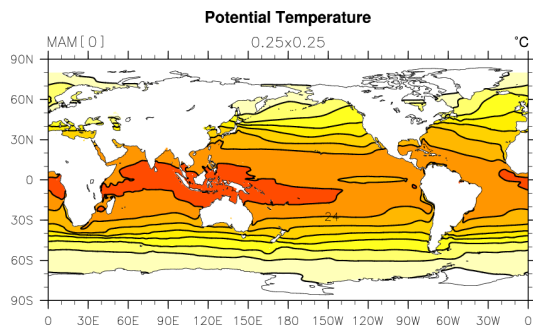 Potential Temperature
MAM[0] 0.25x0.25 °C
90N
60N
30N
0
30S
60S
90S
24
0 30E 60E 90E 120E 150E 180 150W 120W 90W 60W 30W 0